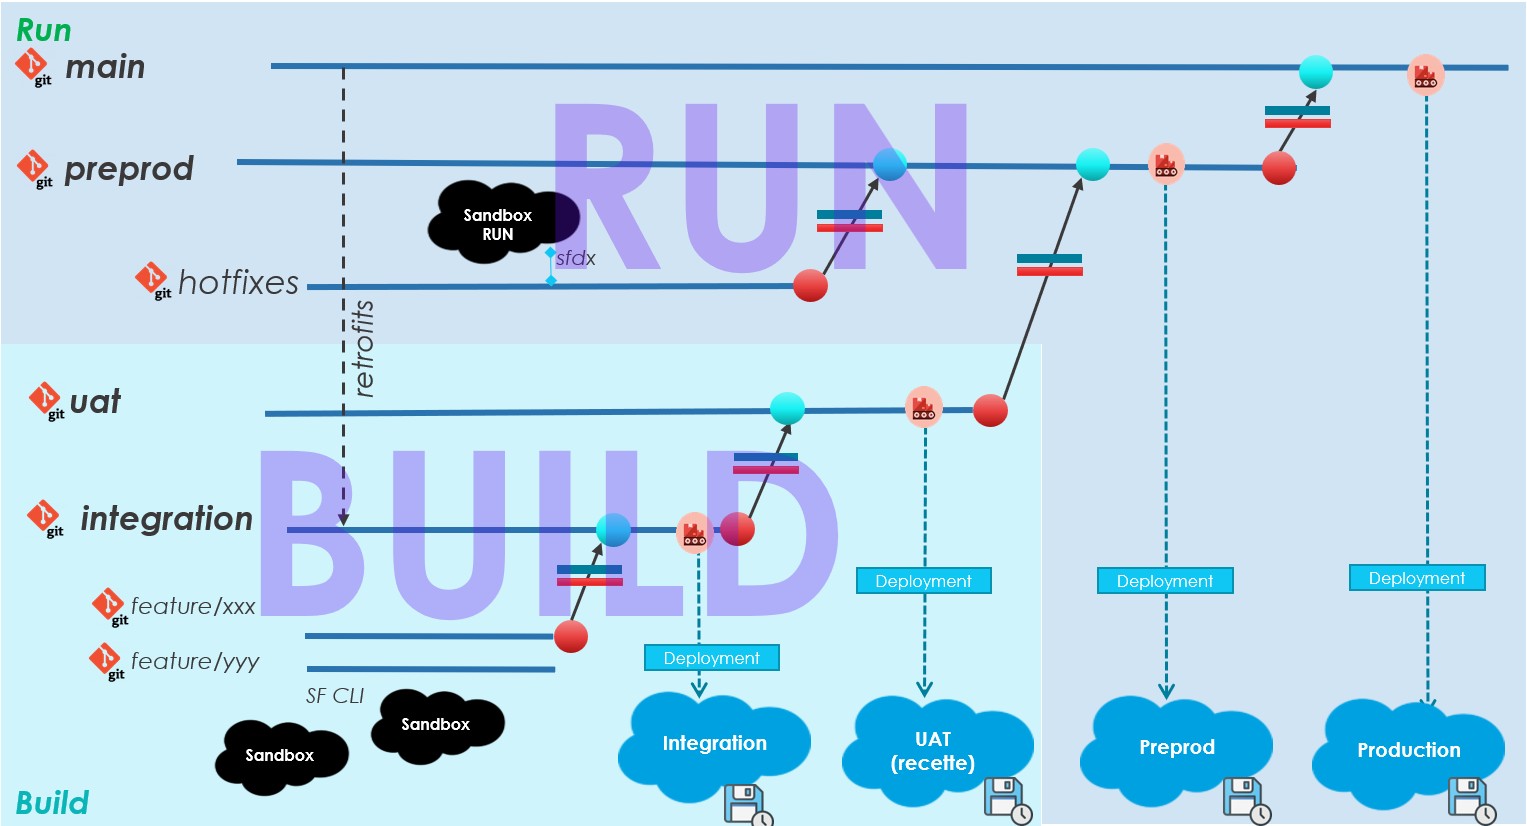 Run
git
main
git
preprod
RUN
Sandbox
RUN
sfdx
git
hotfixes
retrofits
git
uat
BUILD
git
integration
git
feature/xxx
git
feature/yyy
SF CLI
Sandbox
Sandbox
Deployment
Deployment
Deployment
Deployment
Integration
UAT
(recette)
Preprod
Production
Build